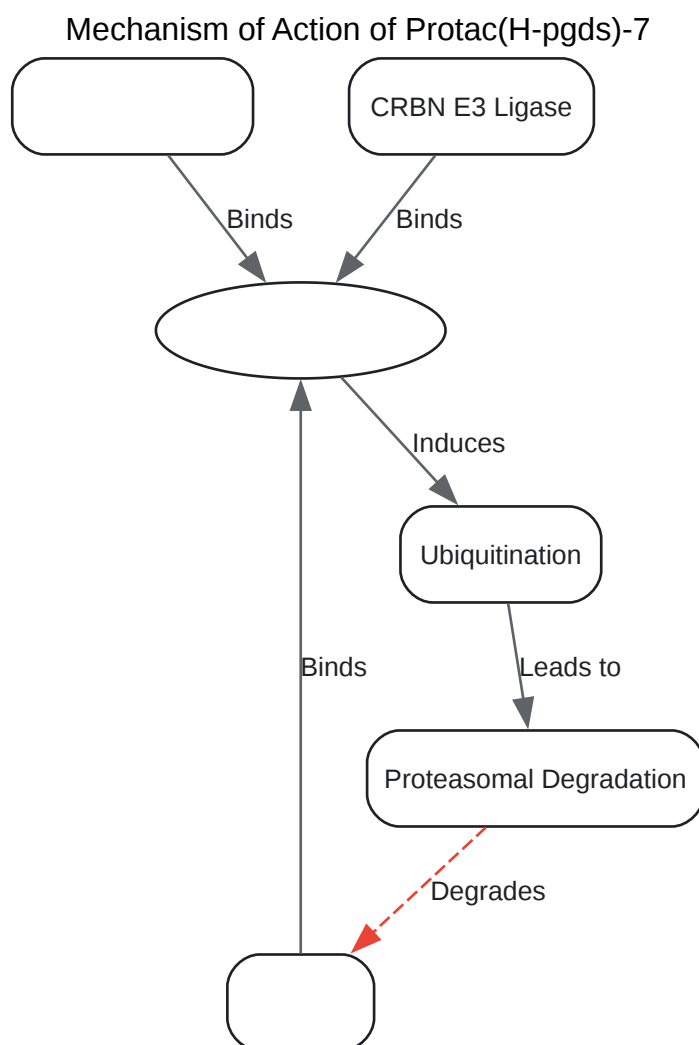 Mechanism of Action of Protac(H-pgds)-7
CRBN E3 Ligase
Binds
Binds
Induces
Ubiquitination
Binds
Leads to
Proteasomal Degradation
Degrades